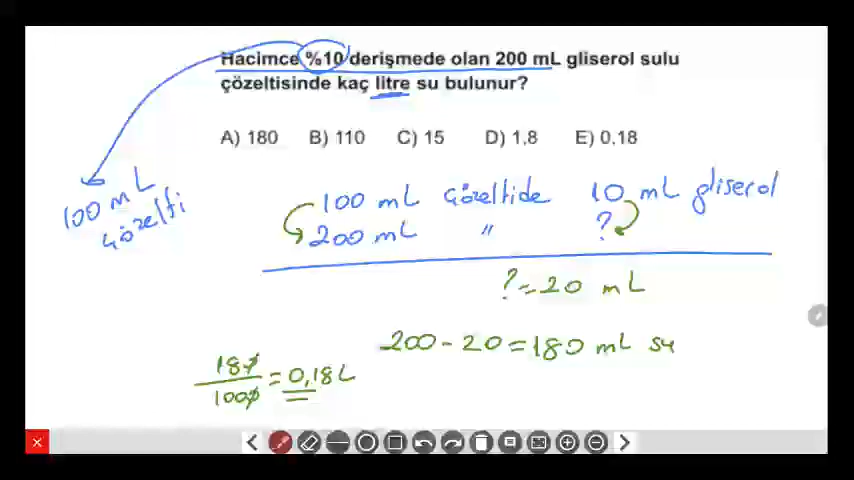 Hacimce %10 derişmede olan 200 mL gliserol sulu
çözeltisinde kaç litre su bulunur?
A) 180 B) 110 C) 15 D) 1,8 E) 0,18
100 mL
çözelti
100 mL çözeltide 10 mL gliserol
200 mL " ?
? = 20 mL
200 - 20 = 180 mL su
180/1000 = 0,18 L